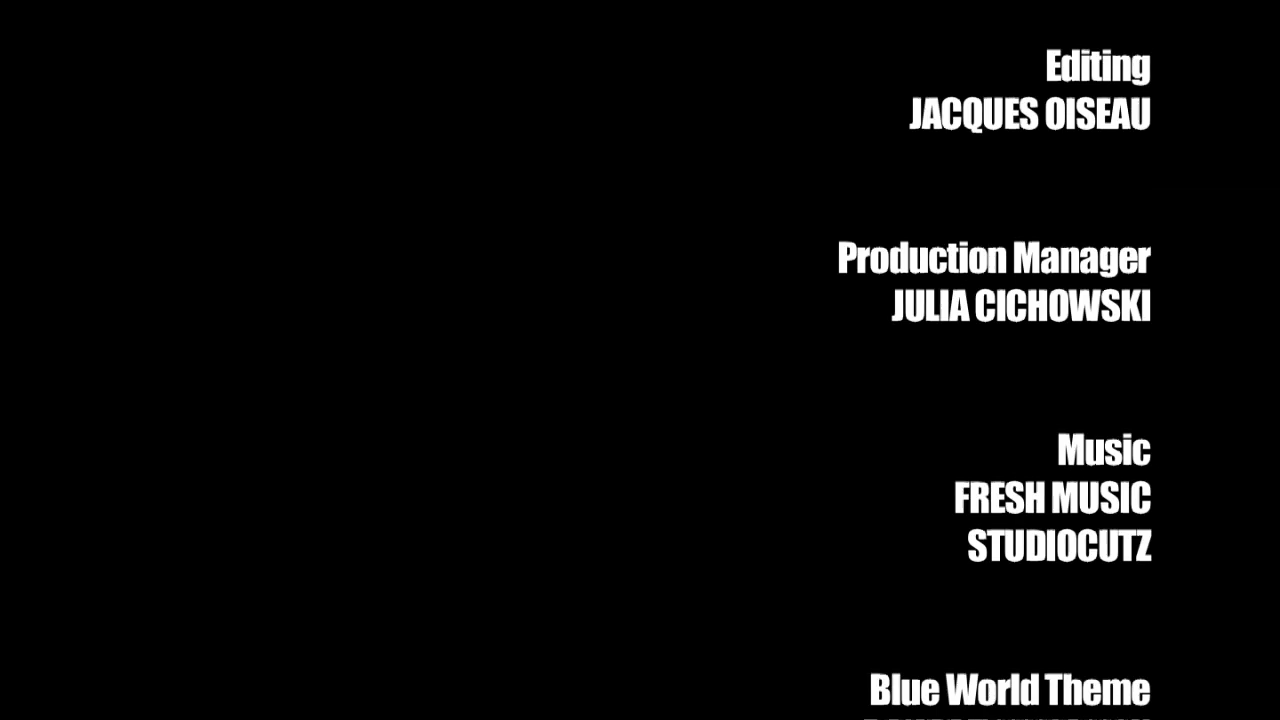 Editing
JACQUES OISEAU
Production Manager
JULIA CICHOWSKI
Music
FRESH MUSIC
STUDIOCUTZ
Blue World Theme